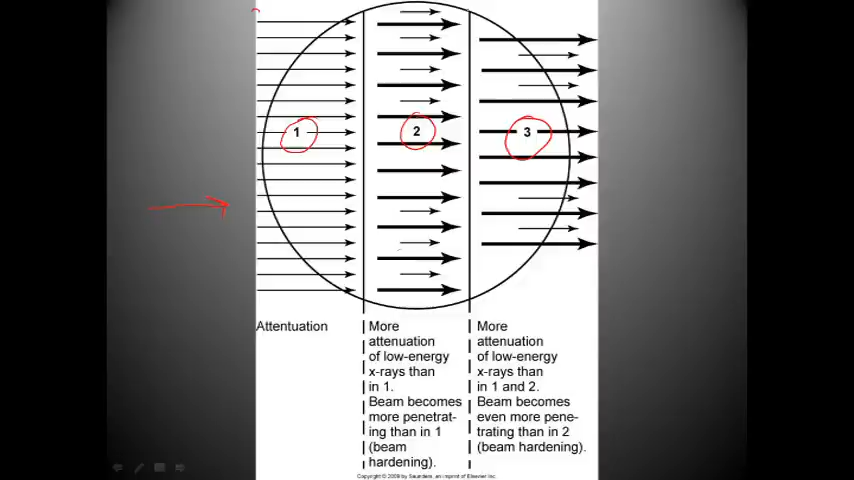 1
2
3
Attentuation
More
attenuation
of low-energy
x-rays than
in 1.
Beam becomes
more penetrat-
ing than in 1
(beam
hardening).
More
attenuation
of low-energy
x-rays than
in 1 and 2.
Beam becomes
even more pene-
trating than in 2
(beam hardening).
Copyright © 2009 by Saunders, an imprint of Elsevier Inc.